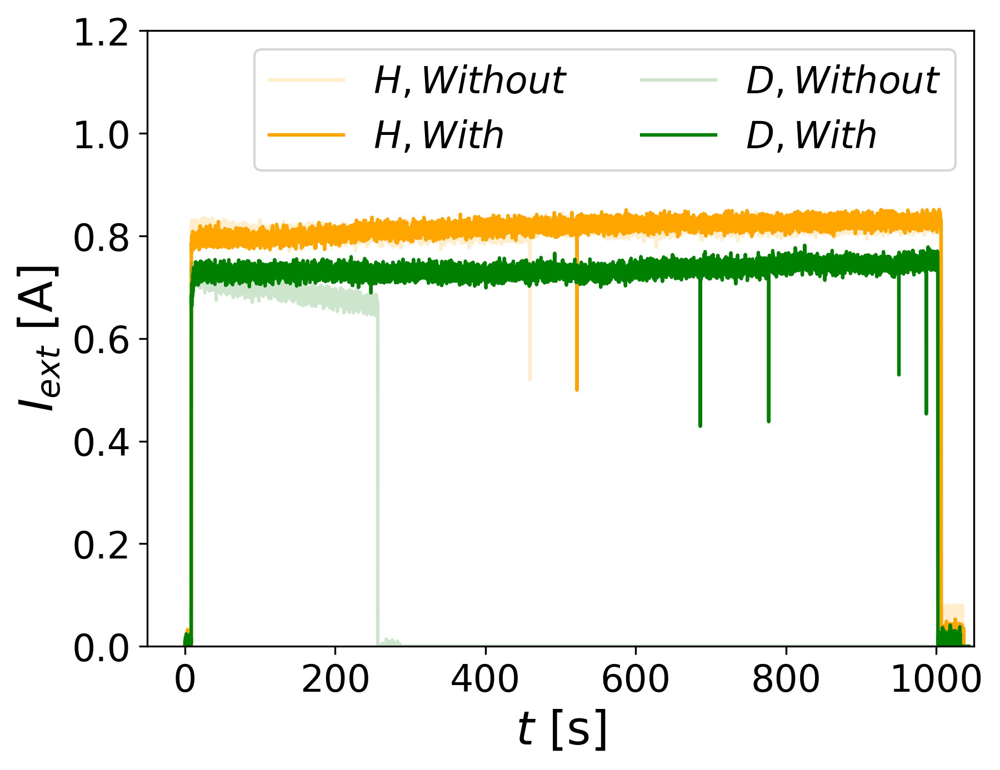 1.2
1.0
0.8
0.6
0.4
0.2
0.0
I_ext [A]
H, Without
D, Without
H, With
D, With
0 200 400 600 800 1000
t [s]